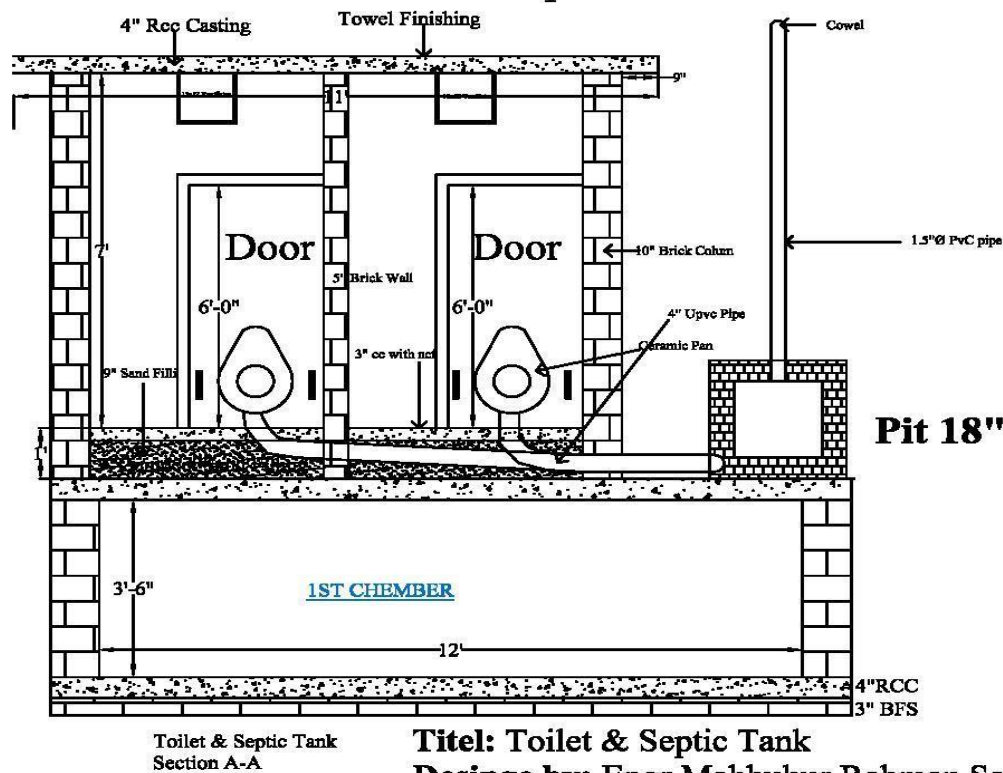 4" Rcc Casting
Towel Finishing
Cowel
9"
11'
7'
Door
Door
10" Brick Colum
1.5"Ø PvC pipe
5" Brick Wall
6'-0"
6'-0"
4" Upvc Pipe
3" cc with ncf
Ceramic Pan
9" Sand Filli
Pit 18"
1'
3'-6"
1ST CHEMBER
12'
4"RCC
3" BFS
Toilet & Septic Tank
Section A-A
Titel: Toilet & Septic Tank